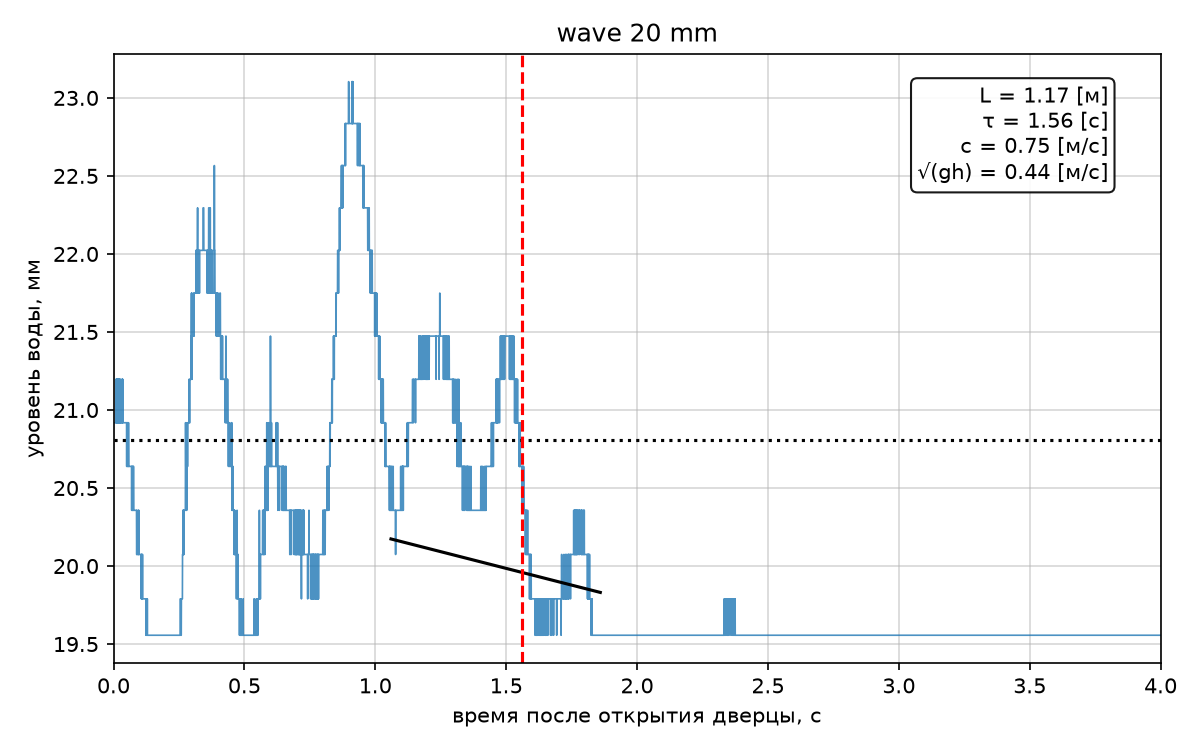 wave 20 mm
L = 1.17 [м]
τ = 1.56 [с]
c = 0.75 [м/с]
√(gh) = 0.44 [м/с]
уровень воды, мм
23.0
22.5
22.0
21.5
21.0
20.5
20.0
19.5
0.0 0.5 1.0 1.5 2.0 2.5 3.0 3.5 4.0
время после открытия дверцы, с